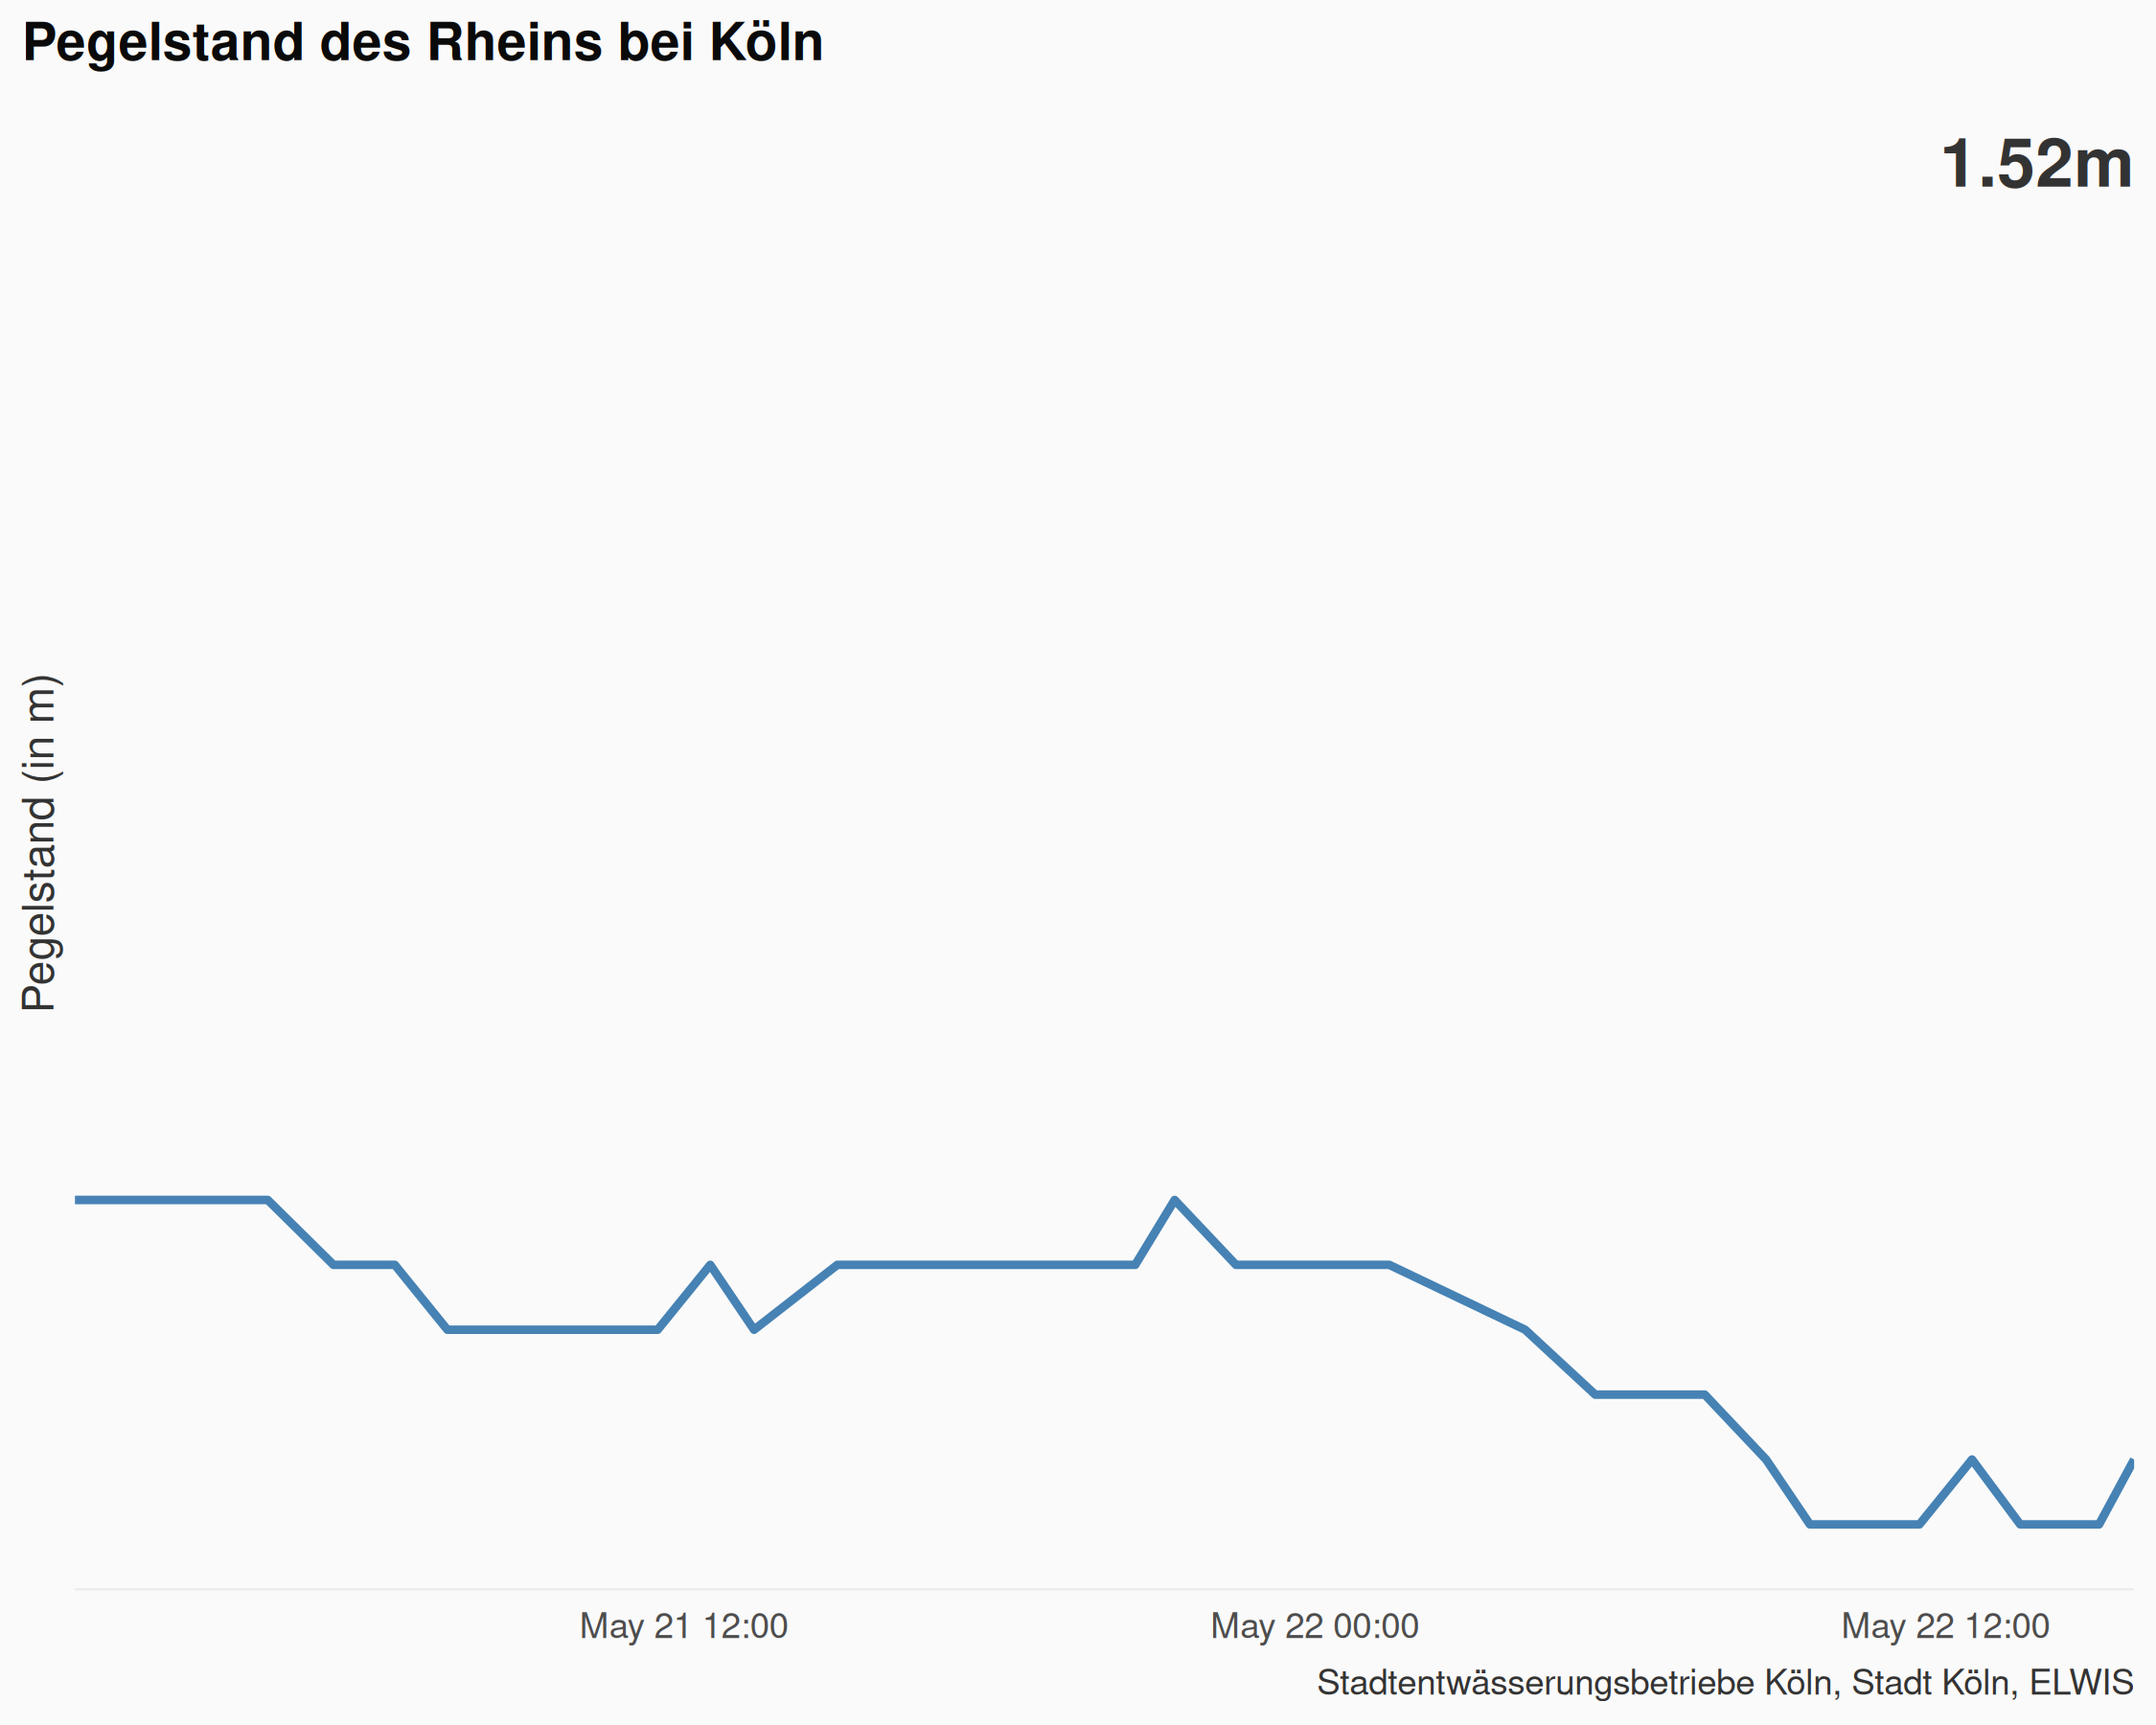 Pegelstand des Rheins bei Köln
1.52m
Pegelstand (in m)
May 21 12:00
May 22 00:00
May 22 12:00
Stadtentwässerungsbetriebe Köln, Stadt Köln, ELWIS